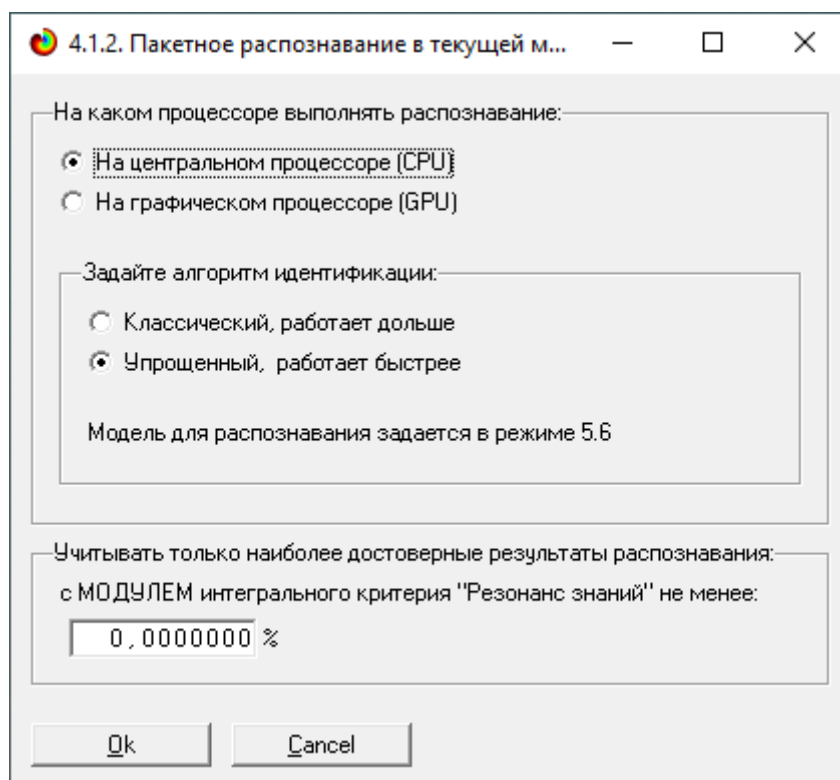 4.1.2. Пакетное распознавание в текущей м...
На каком процессоре выполнять распознавание:
На центральном процессоре (CPU)
На графическом процессоре (GPU)
Задайте алгоритм идентификации:
Классический, работает дольше
Упрощенный, работает быстрее
Модель для распознавания задается в режиме 5.6
Учитывать только наиболее достоверные результаты распознавания:
с МОДУЛЕМ интегрального критерия "Резонанс знаний" не менее:
0,0000000 %
Ok Cancel